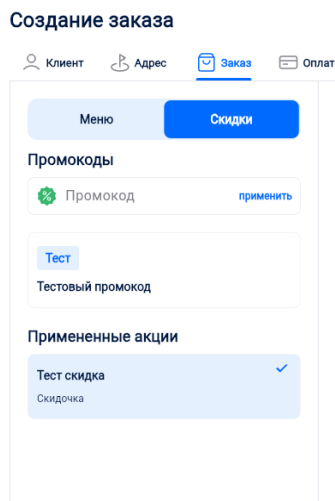 Создание заказа
Клиент Адрес Заказ Оплат
Меню Скидки
Промокоды
Промокод применить
Тест
Тестовый промокод
Примененные акции
Тест скидка
Скидочка